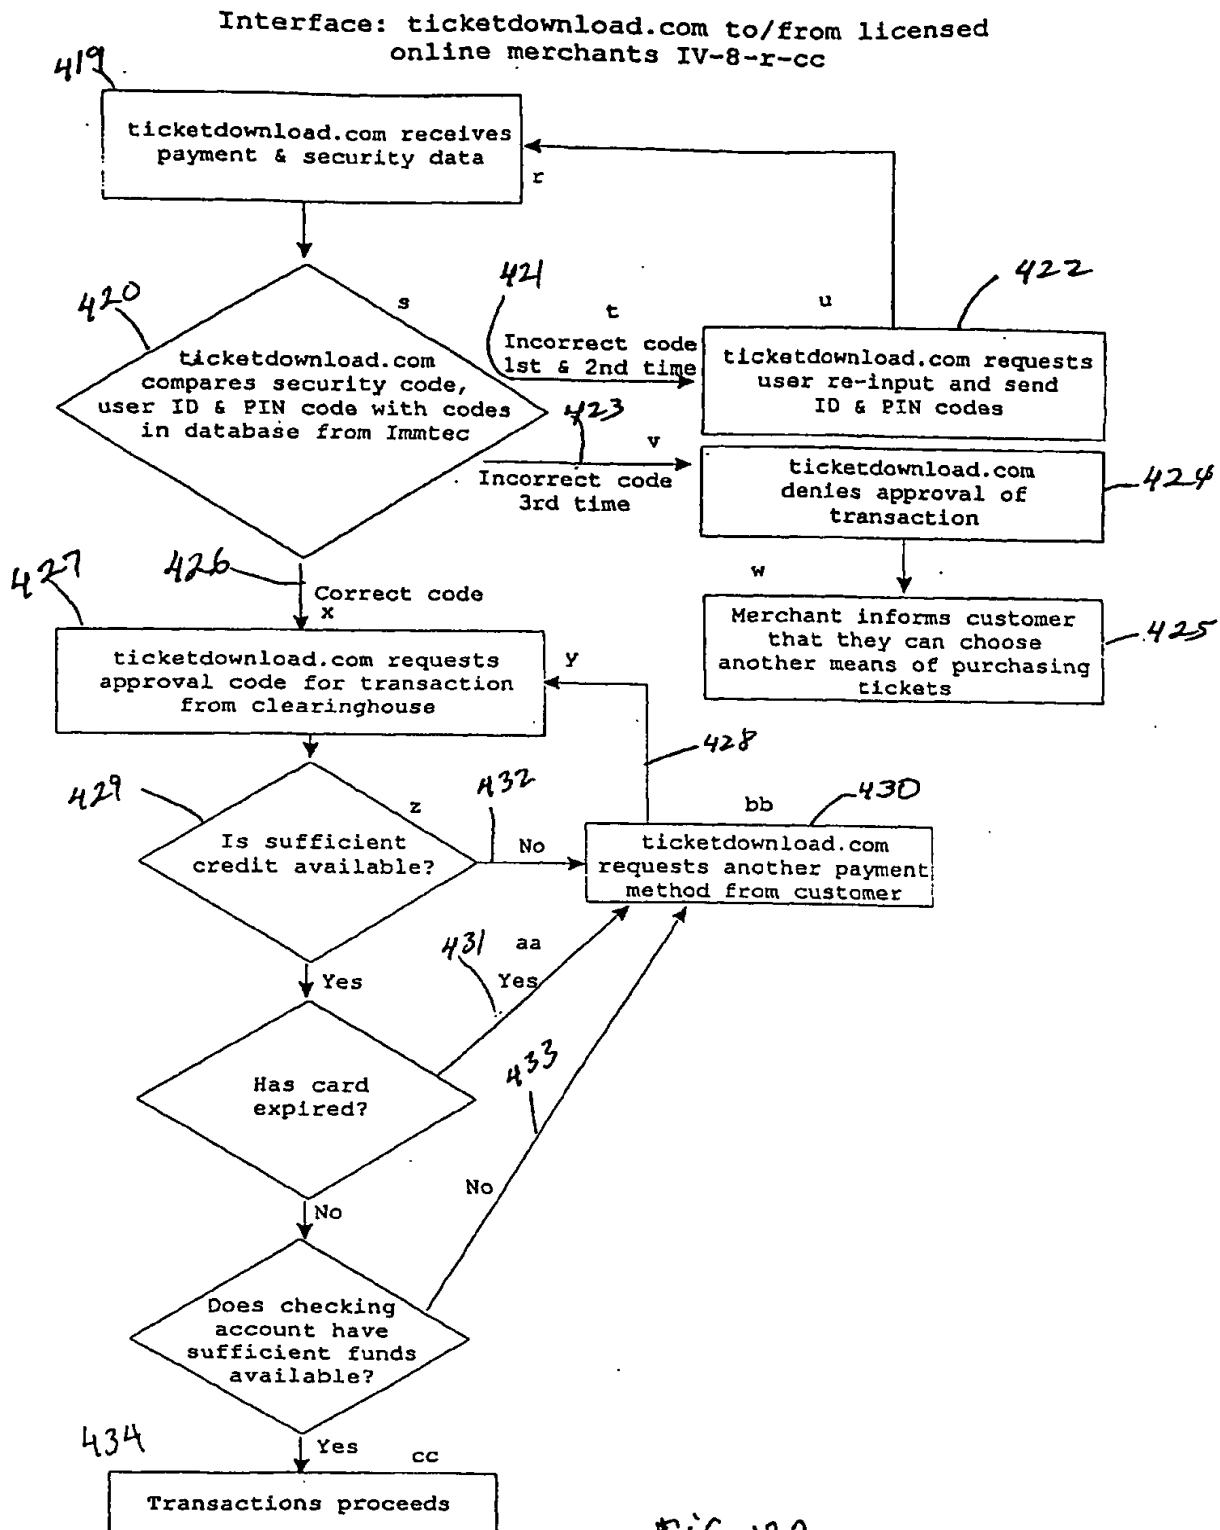 Interface: ticketdownload.com to/from licensed
online merchants IV-8-r-cc
419
ticketdownload.com receives
payment & security data
r
420
s
ticketdownload.com
compares security code,
user ID & PIN code with codes
in database from Immtec
421
t
Incorrect code
1st & 2nd time
u
422
ticketdownload.com requests
user re-input and send
ID & PIN codes
423
v
Incorrect code
3rd time
ticketdownload.com
denies approval of
transaction
424
w
Merchant informs customer
that they can choose
another means of purchasing
tickets
425
426
Correct code
x
427
ticketdownload.com requests
approval code for transaction
from clearinghouse
y
428
429
z
Is sufficient
credit available?
432
No
bb
430
ticketdownload.com
requests another payment
method from customer
Yes
431
aa
Yes
Has card
expired?
433
No
No
Does checking
account have
sufficient funds
available?
434
Yes
cc
Transactions proceeds